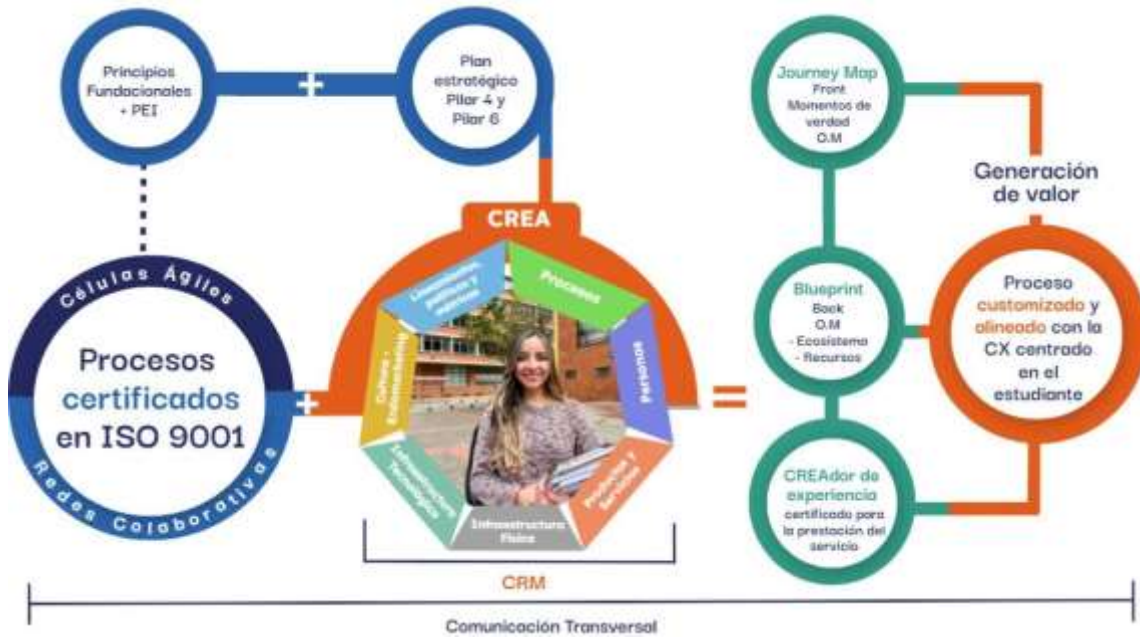 Principios
Fundacionales
+ PEI
+
Plan
estratégico
Pilar 4 y
Pilar 6
Células Ágiles
Procesos
certificados
en ISO 9001
Redes Colaborativas
+
CREA
Procesos
Personas
Productos y
Servicios
Infraestructura
Física
Infraestructura
Tecnológica
Cultura -
políticas y
CRM
=
Journey Map
Front
Momentos de
verdad
O.M
Blueprint
Back
O.M
- Ecosistema
- Recursos
CREAdor de
experiencia
certificado para
la prestación del
servicio
Generación
de valor
Proceso
customizado y
alineado con la
CX centrado
en el
estudiante
Comunicación Transversal